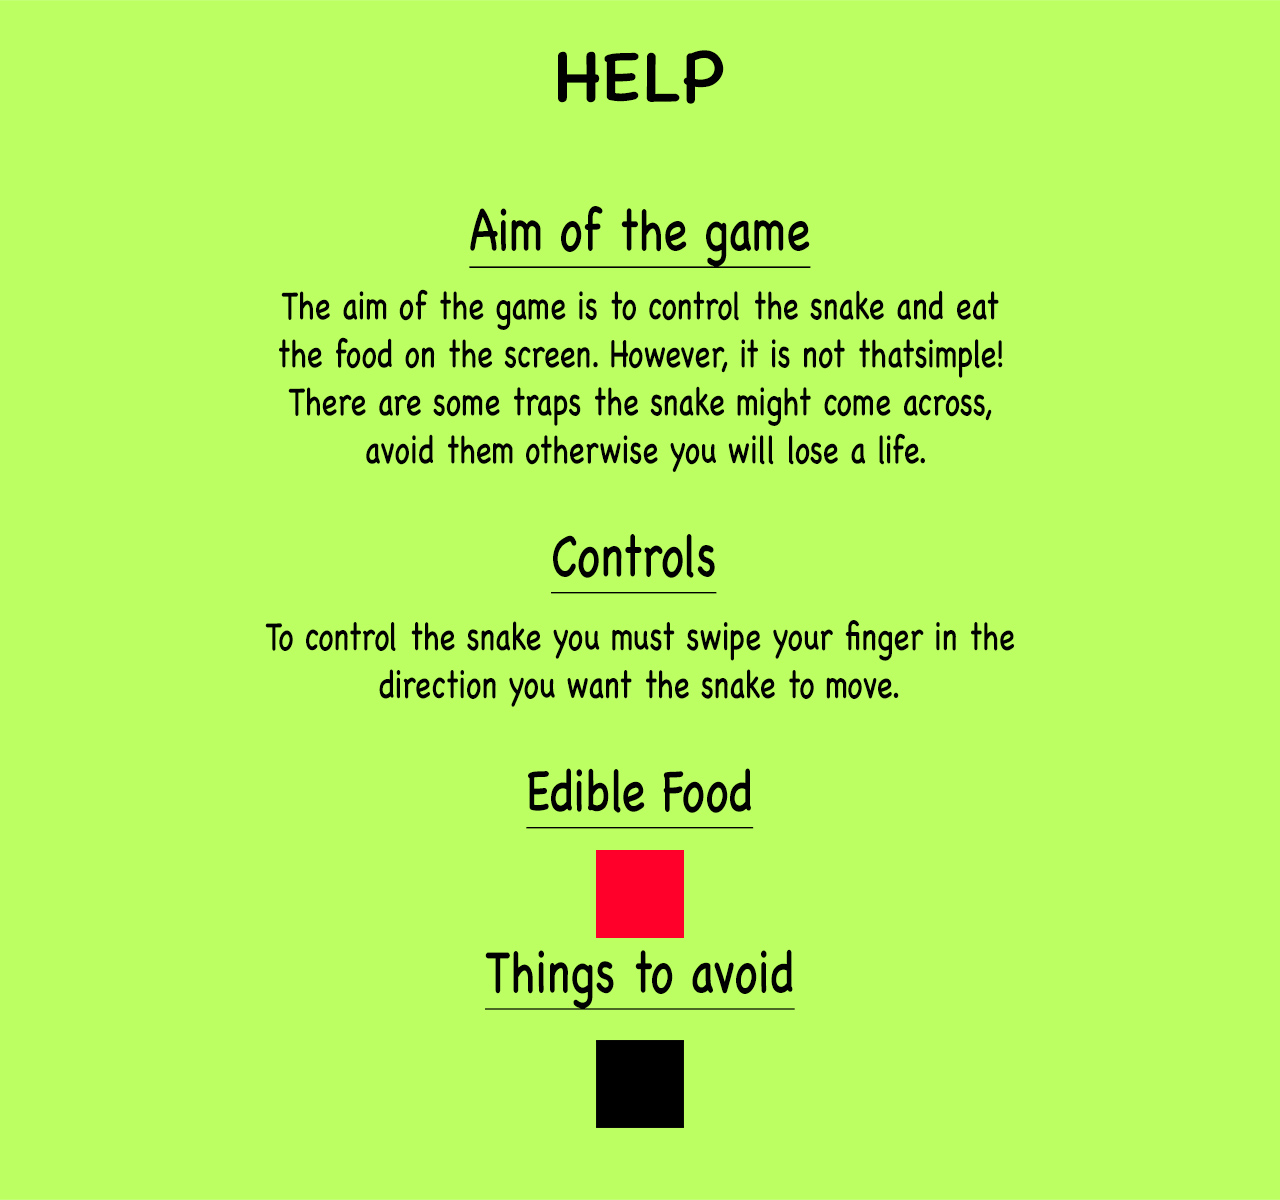 HELP
Aim of the game
The aim of the game is to control the snake and eat
the food on the screen. However, it is not thatsimple!
There are some traps the snake might come across,
avoid them otherwise you will lose a life.
Controls
To control the snake you must swipe your finger in the
direction you want the snake to move.
Edible Food
Things to avoid